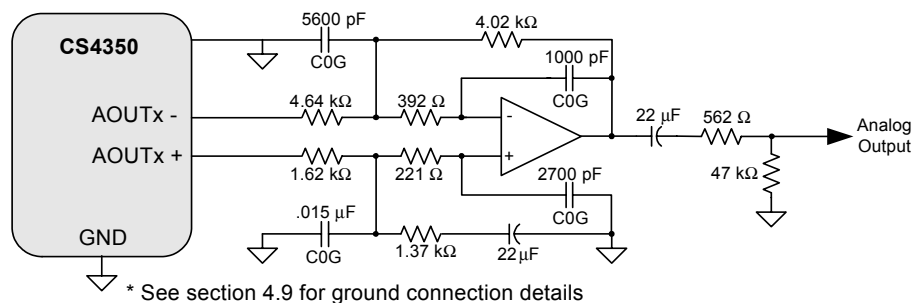 5600 pF
C0G
4.02 kΩ
CS4350
1000 pF
C0G
AOUTx -
4.64 kΩ
392 Ω
-
22 µF
562 Ω
Analog
Output
AOUTx +
1.62 kΩ
221 Ω
+
2700 pF
C0G
47 kΩ
.015 µF
C0G
1.37 kΩ
22µF
GND
* See section 4.9 for ground connection details